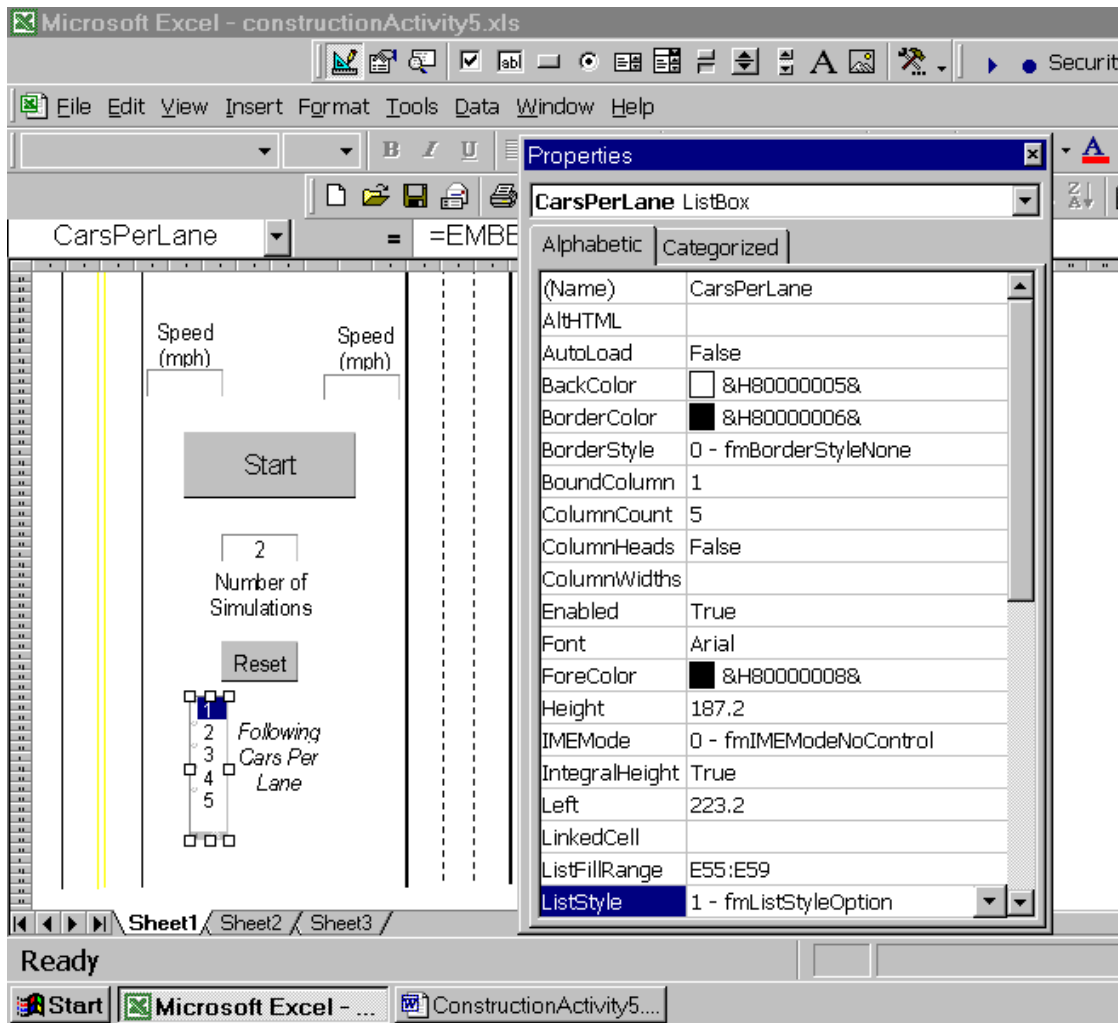 Microsoft Excel - constructionActivity5.xls
abl
A
Securit
File Edit View Insert Format Tools Data Window Help
B I U
A
CarsPerLane = =EMBE
Speed
(mph)
Speed
(mph)
Start
2
Number of
Simulations
Reset
1
2
3
4
5
Following
Cars Per
Lane
Properties
CarsPerLane ListBox
Alphabetic Categorized
(Name) CarsPerLane
AltHTML
AutoLoad False
BackColor &H80000005&
BorderColor &H80000006&
BorderStyle 0 - fmBorderStyleNone
BoundColumn 1
ColumnCount 5
ColumnHeads False
ColumnWidths
Enabled True
Font Arial
ForeColor &H80000008&
Height 187.2
IMEMode 0 - fmIMEModeNoControl
IntegralHeight True
Left 223.2
LinkedCell
ListFillRange E55:E59
ListStyle 1 - fmListStyleOption
Z
A
Sheet1 Sheet2 Sheet3
Ready
Start Microsoft Excel - ... ConstructionActivity5....